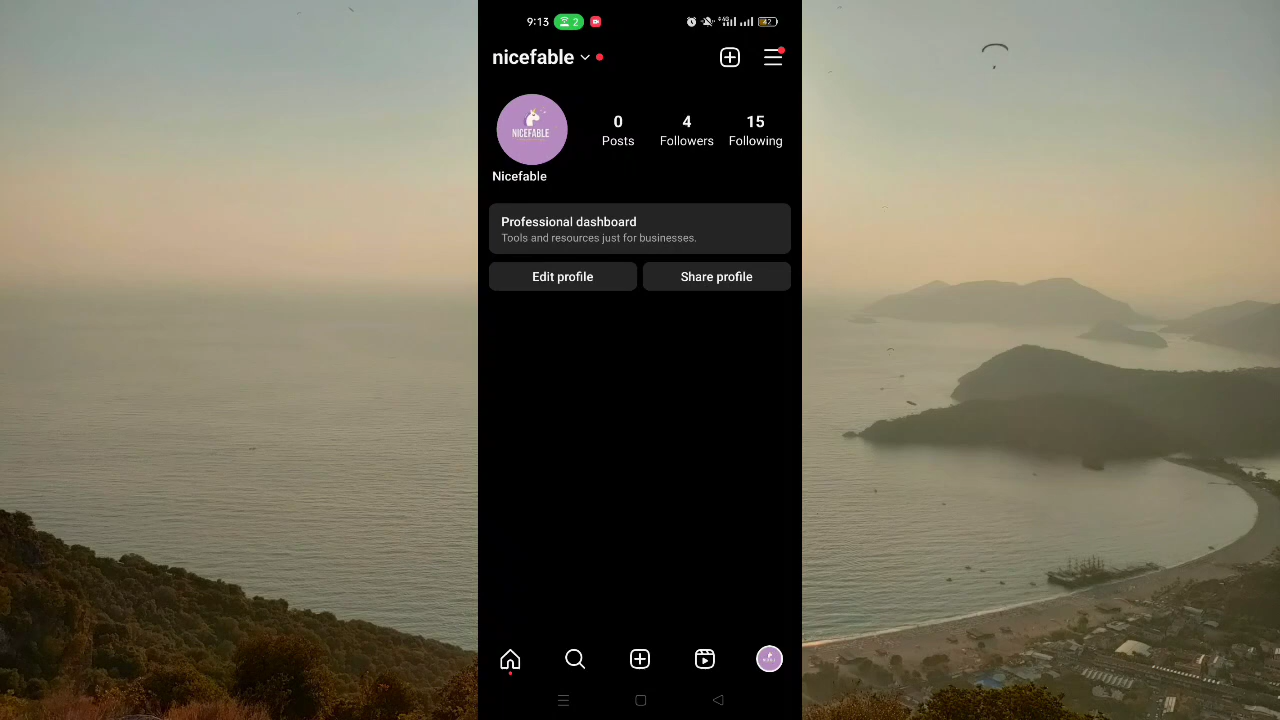 9:13 2 42
nicefable
NICEFABLE
0 4 15
Posts Followers Following
Nicefable
Professional dashboard
Tools and resources just for businesses.
Edit profile Share profile